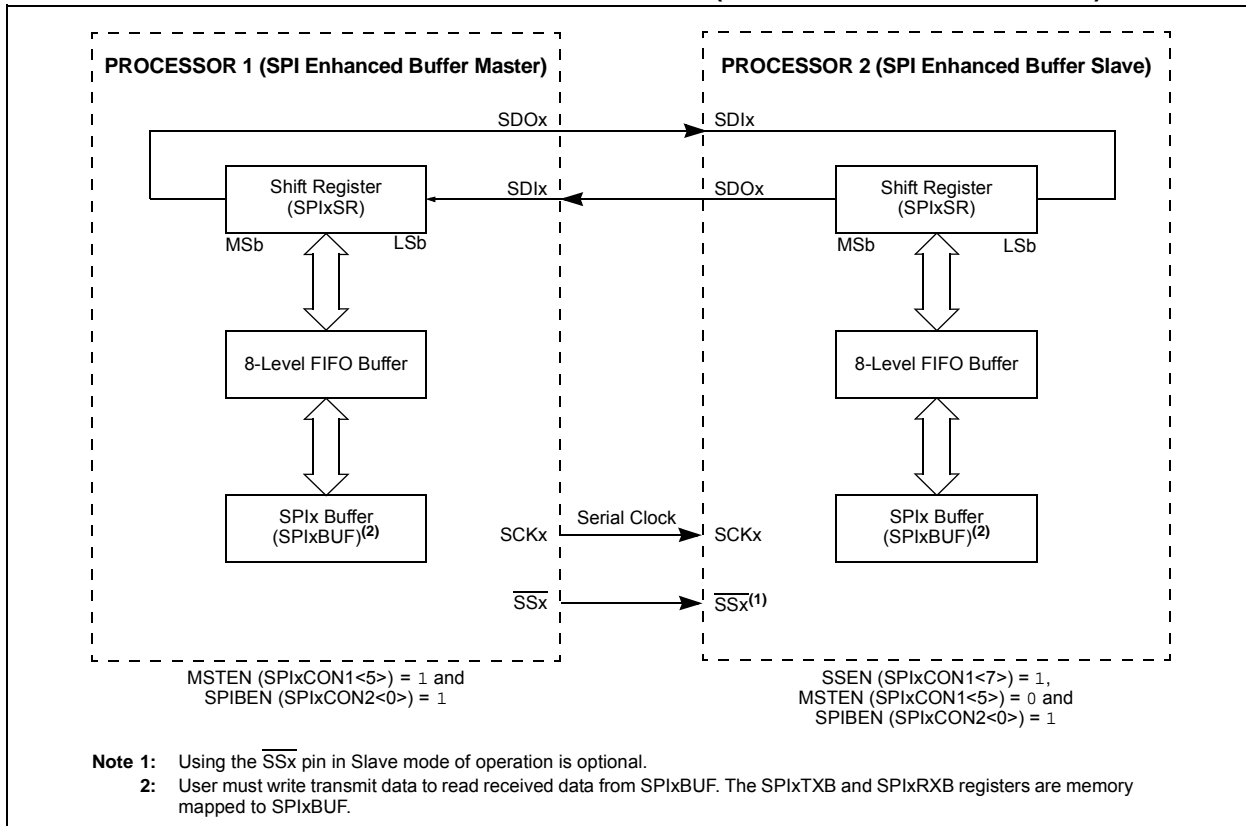 PROCESSOR 1 (SPI Enhanced Buffer Master)
PROCESSOR 2 (SPI Enhanced Buffer Slave)
SDOx
SDIx
Shift Register
(SPIxSR)
SDIx
SDOx
Shift Register
(SPIxSR)
MSb
LSb
MSb
LSb
8-Level FIFO Buffer
8-Level FIFO Buffer
SPIx Buffer
(SPIxBUF)(2)
SCKx
Serial Clock
SCKx
SPIx Buffer
(SPIxBUF)(2)
SSx
SSx(1)
MSTEN (SPIxCON1<5>) = 1 and
SPIBEN (SPIxCON2<0>) = 1
SSEN (SPIxCON1<7>) = 1,
MSTEN (SPIxCON1<5>) = 0 and
SPIBEN (SPIxCON2<0>) = 1
Note 1: Using the SSx pin in Slave mode of operation is optional.
2: User must write transmit data to read received data from SPIxBUF. The SPIxTXB and SPIxRXB registers are memory
mapped to SPIxBUF.